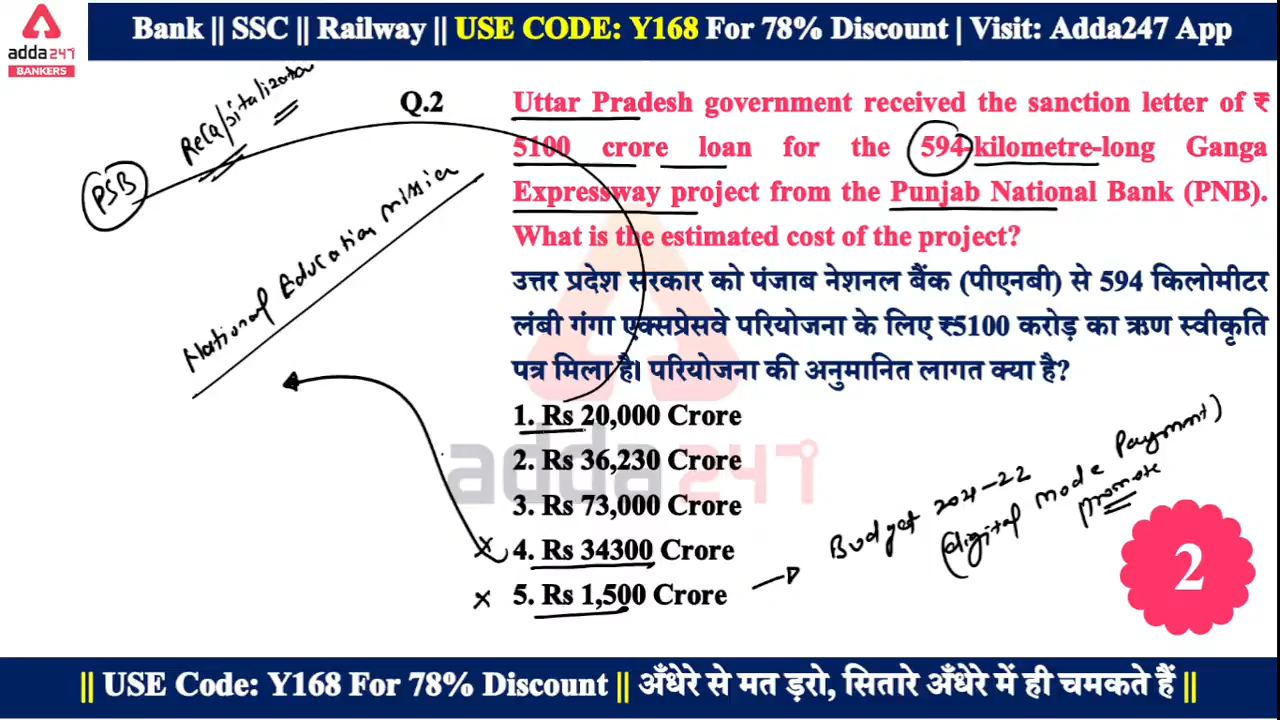 Bank || SSC || Railway || USE CODE: Y168 For 78% Discount | Visit: Adda247 App
adda247
BANKERS
ReCapitalization
PSB
National Education mission
Q.2
Uttar Pradesh government received the sanction letter of ₹
5100 crore loan for the 594-kilometre-long Ganga
Expressway project from the Punjab National Bank (PNB).
What is the estimated cost of the project?
उत्तर प्रदेश सरकार को पंजाब नेशनल बैंक (पीएनबी) से 594 किलोमीटर
लंबी गंगा एक्सप्रेसवे परियोजना के लिए ₹5100 करोड़ का ऋण स्वीकृति
पत्र मिला है। परियोजना की अनुमानित लागत क्या है?
1. Rs 20,000 Crore
2. Rs 36,230 Crore
3. Rs 73,000 Crore
4. Rs 34300 Crore
5. Rs 1,500 Crore
adda247
Budget 2021-22
(digital mode Payment)
promote
2
|| USE Code: Y168 For 78% Discount || अँधेरे से मत ड़रो, सितारे अँधेरे में ही चमकते हैं ||